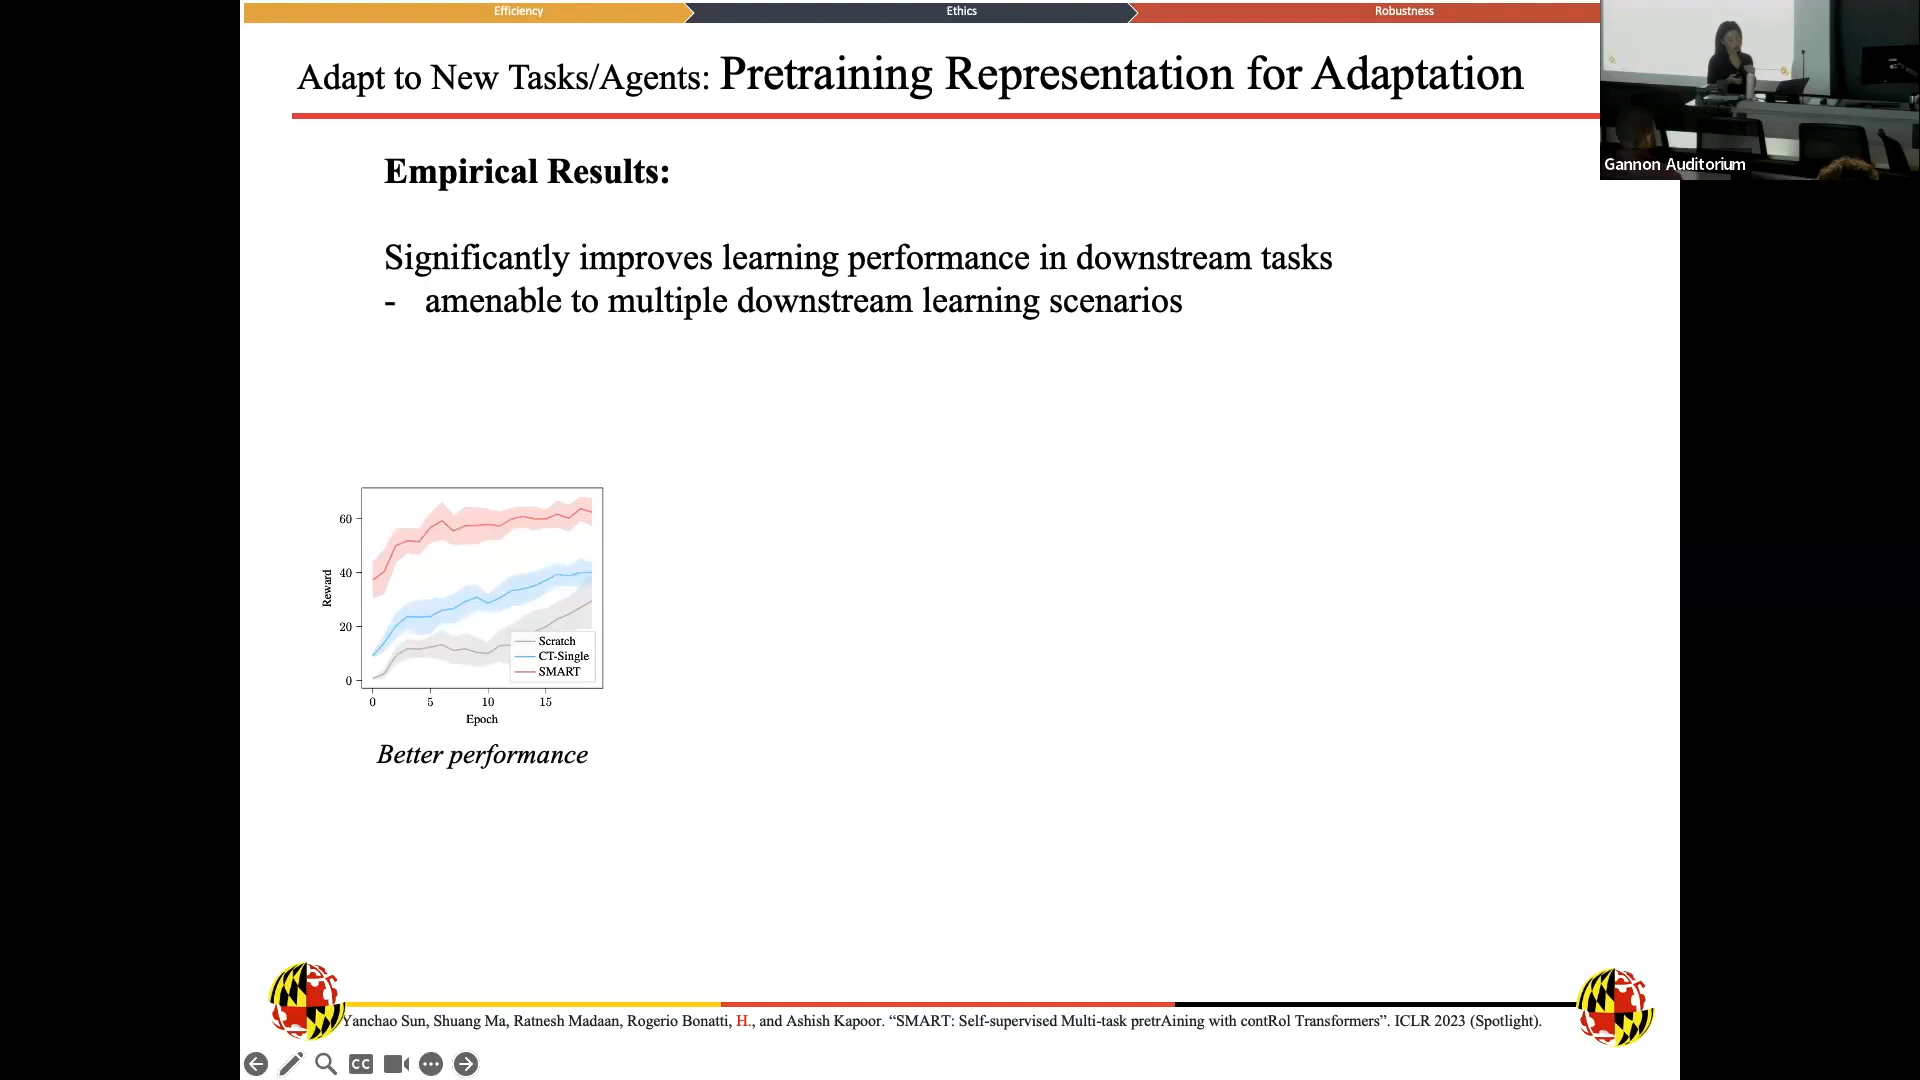 Efficiency
Ethics
Robustness
Adapt to New Tasks/Agents: Pretraining Representation for Adaptation
Gannon Auditorium
Empirical Results:
Significantly improves learning performance in downstream tasks
- amenable to multiple downstream learning scenarios
60
40
20
0
Reward
Scratch
CT-Single
SMART
0 5 10 15
Epoch
Better performance
Yanchao Sun, Shuang Ma, Ratnesh Madaan, Rogerio Bonatti, H., and Ashish Kapoor. “SMART: Self-supervised Multi-task pretrAining with contRol Transformers”. ICLR 2023 (Spotlight).
CC